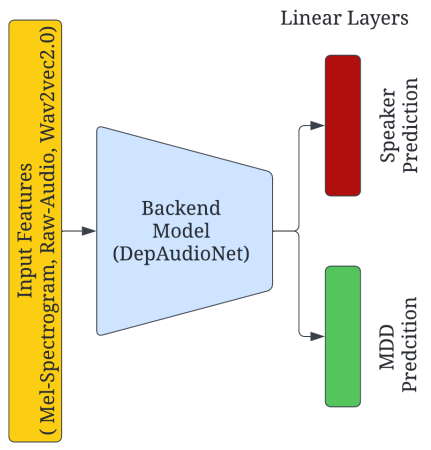 Linear Layers
Input Features
( Mel-Spectrogram, Raw-Audio, Wav2vec2.0)
Backend
Model
(DepAudioNet)
Speaker
Prediction
MDD
Predcition